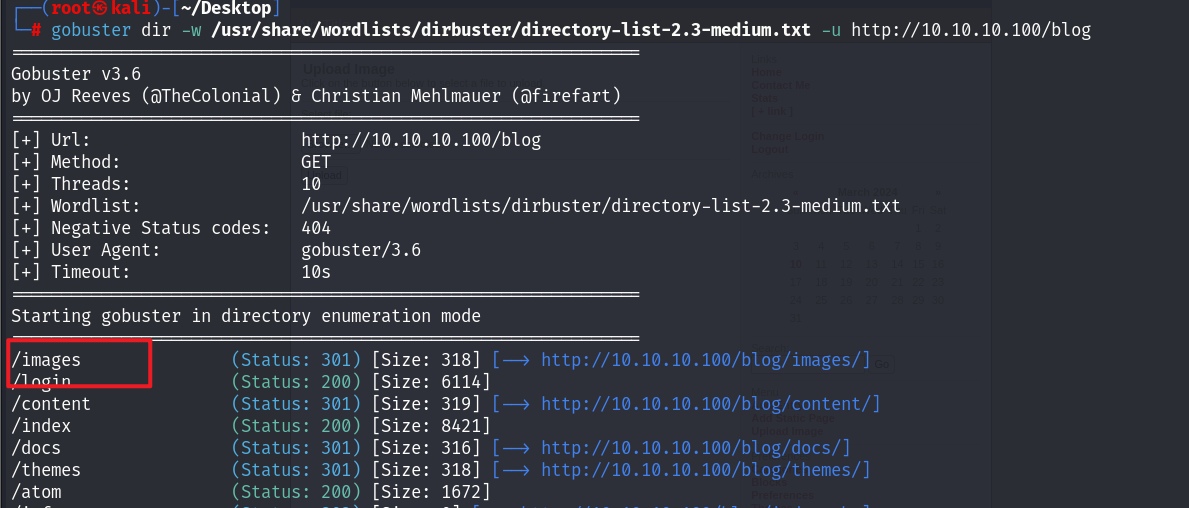 ┌──(root㉿kali)-[~/Desktop]
└─# gobuster dir -w /usr/share/wordlists/dirbuster/directory-list-2.3-medium.txt -u http://10.10.10.100/blog
===============================================================
Gobuster v3.6
by OJ Reeves (@TheColonial) & Christian Mehlmauer (@firefart)
===============================================================
[+] Url:                     http://10.10.10.100/blog
[+] Method:                  GET
[+] Threads:                 10
[+] Wordlist:                /usr/share/wordlists/dirbuster/directory-list-2.3-medium.txt
[+] Negative Status codes:   404
[+] User Agent:              gobuster/3.6
[+] Timeout:                 10s
===============================================================
Starting gobuster in directory enumeration mode
===============================================================
/images               (Status: 301) [Size: 318] [--> http://10.10.10.100/blog/images/]
/login                (Status: 200) [Size: 6114]
/content              (Status: 301) [Size: 319] [--> http://10.10.10.100/blog/content/]
/index                (Status: 200) [Size: 8421]
/docs                 (Status: 301) [Size: 316] [--> http://10.10.10.100/blog/docs/]
/themes               (Status: 301) [Size: 318] [--> http://10.10.10.100/blog/themes/]
/atom                 (Status: 200) [Size: 1672]